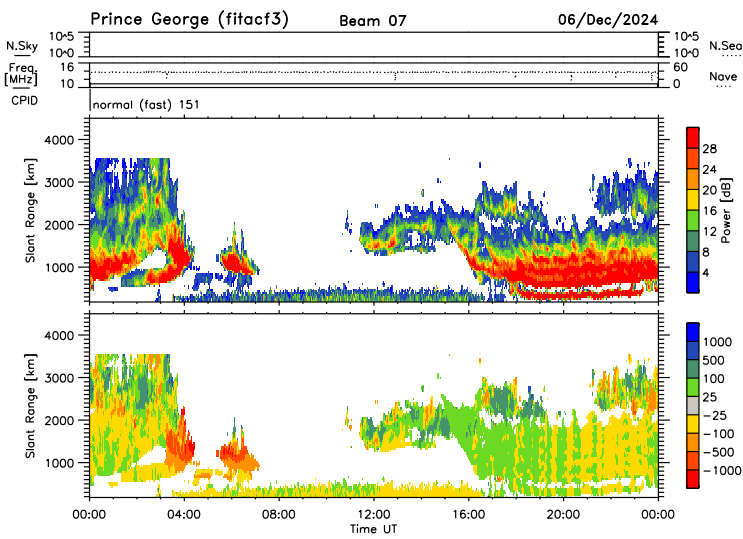 Prince George (fitacf3) Beam 07 06/Dec/2024
N.Sky 10^5 10^5 N.Sea
10^0 10^0
Freq. 16 60 Nave
[MHz] 10 0
CPID normal (fast) 151
4000
3000
2000
1000
Slant Range [km]
28
24
20
16
12
8
4
Power [dB]
4000
3000
2000
1000
Slant Range [km]
1000
500
100
25
-25
-100
-500
-1000
00:00 04:00 08:00 12:00 16:00 20:00 00:00
Time UT